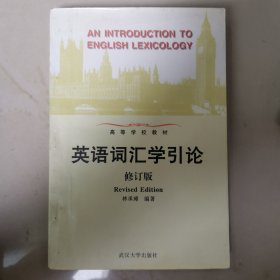 AN INTRODUCTION TO
ENGLISH LEXICOLOGY
高等学校教材
英语词汇学引论
修订版
Revised Edition
林承璋 编著
武汉大学出版社